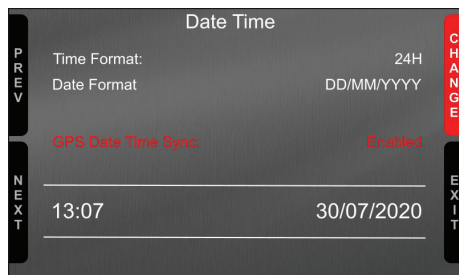 Date Time
PREV
CHANGE
Time Format: 24H
Date Format DD/MM/YYYY
GPS Date Time Sync: Enabled
NEXT
EXIT
13:07 30/07/2020